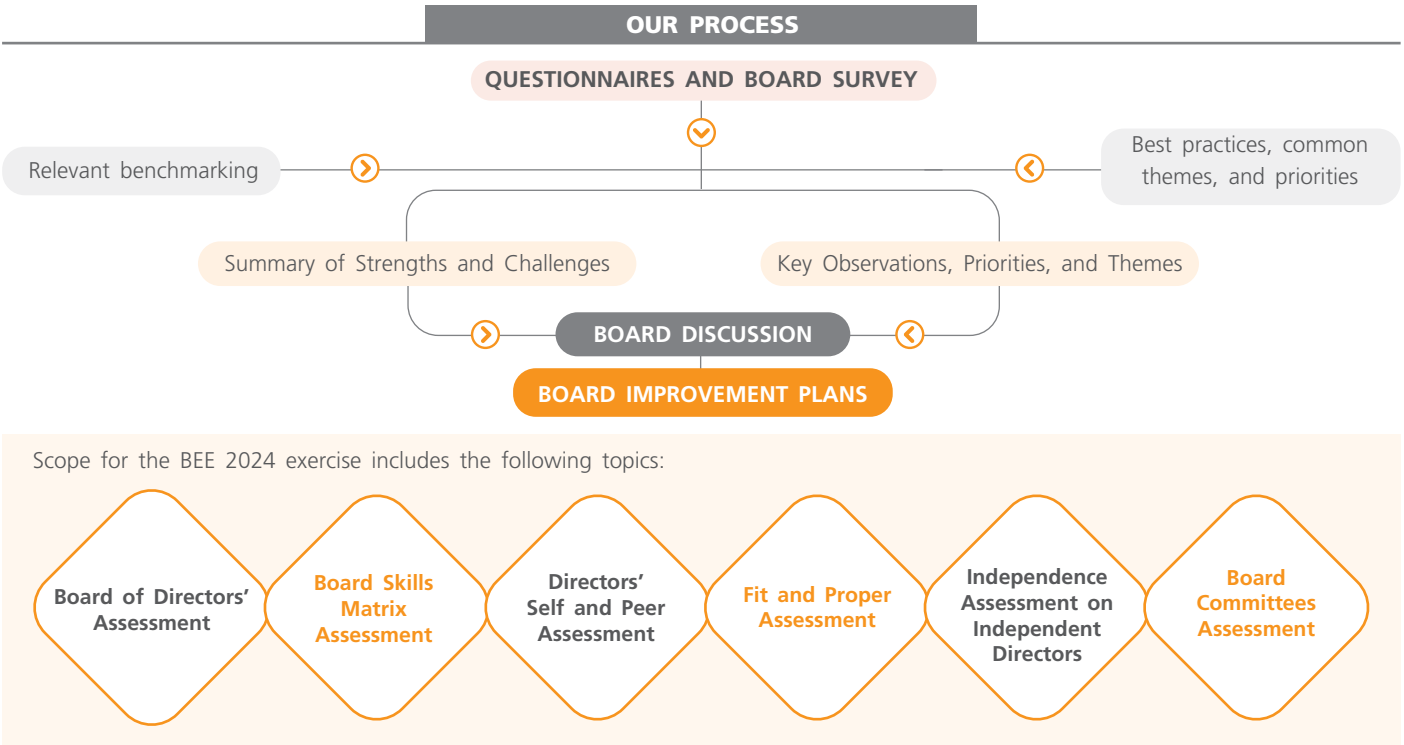 OUR PROCESS
QUESTIONNAIRES AND BOARD SURVEY
Relevant benchmarking
Best practices, common
themes, and priorities
Summary of Strengths and Challenges
Key Observations, Priorities, and Themes
BOARD DISCUSSION
BOARD IMPROVEMENT PLANS
Scope for the BEE 2024 exercise includes the following topics:
Board of Directors’
Assessment
Board Skills
Matrix
Assessment
Directors’
Self and Peer
Assessment
Fit and Proper
Assessment
Independence
Assessment on
Independent
Directors
Board
Committees
Assessment